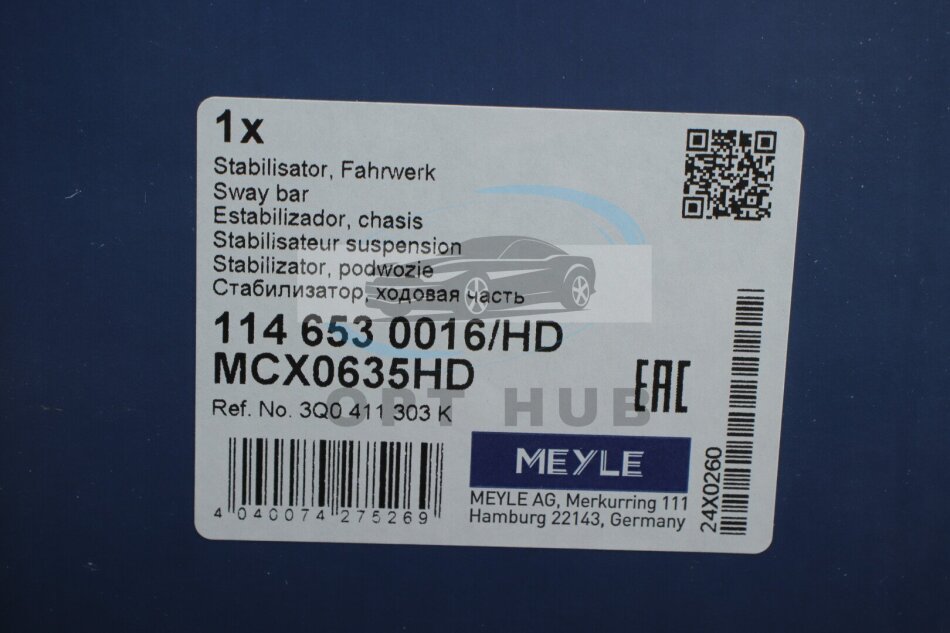 1x
Stabilisator, Fahrwerk
Sway bar
Estabilizador, chasis
Stabilisateur suspension
Stabilizator, podwozie
Стабилизатор, ходовая часть
114 653 0016/HD
MCX0635HD
Ref. No. 3Q0 411 303 K
OPT HUB
EAC
MEYLE
MEYLE AG, Merkurring 111
Hamburg 22143, Germany
4 040074 275269
24X0260